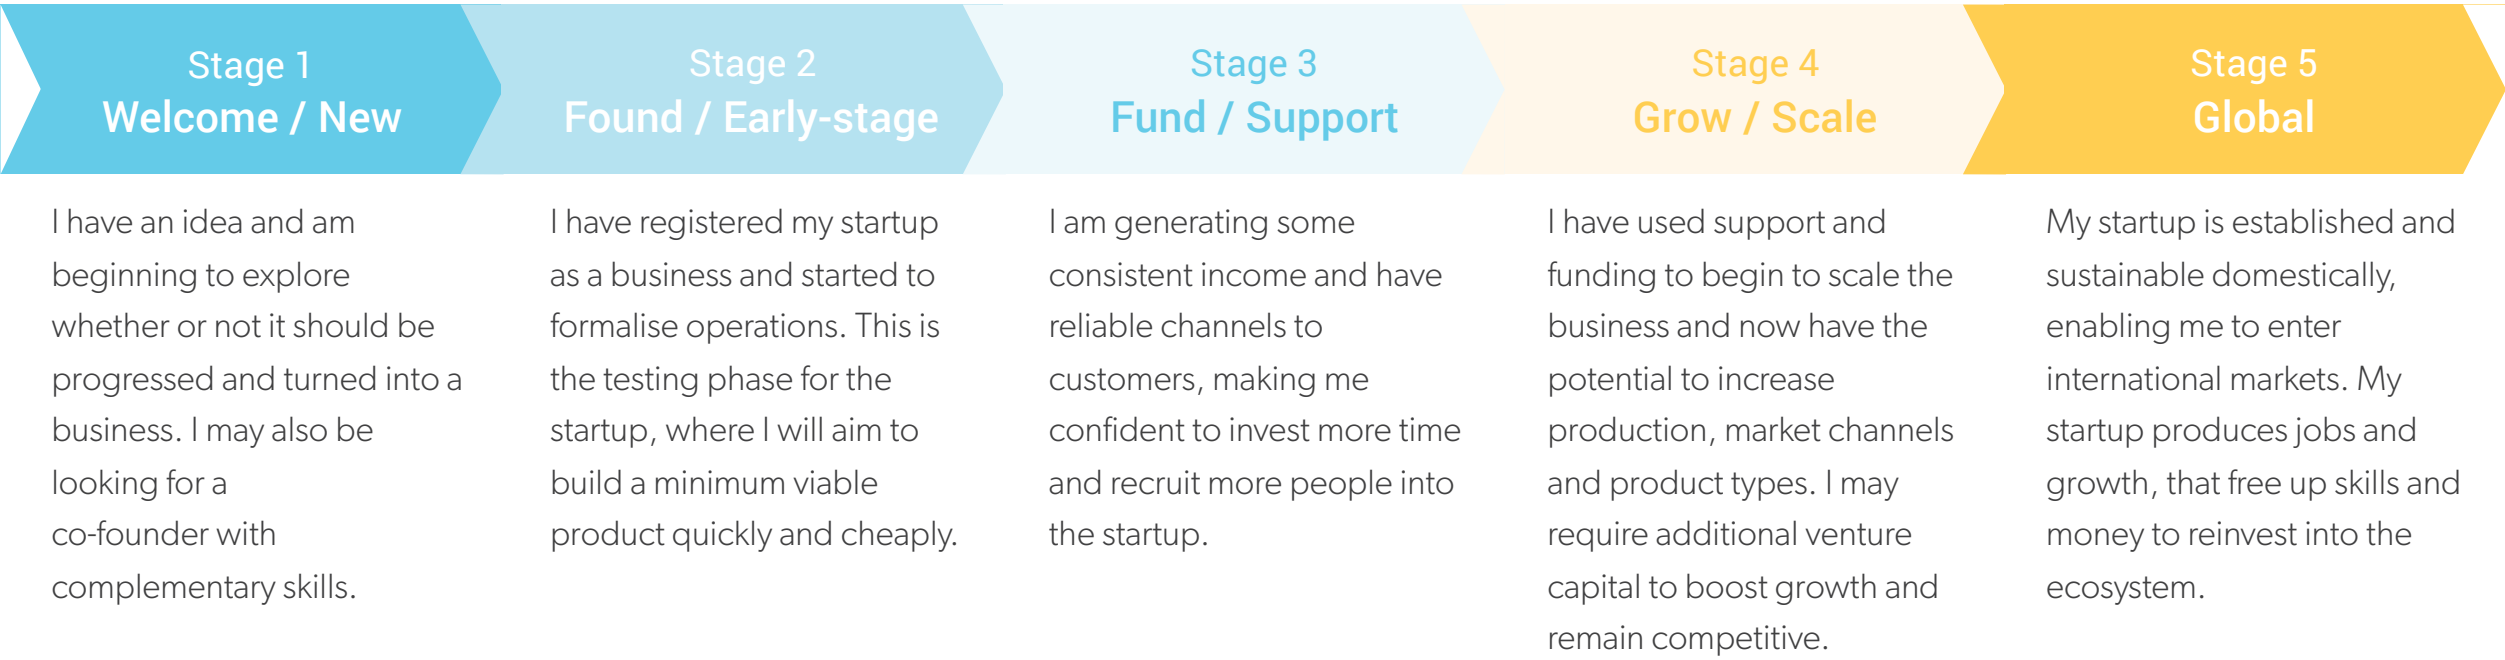 Stage 1
Welcome / New
I have an idea and am
beginning to explore
whether or not it should be
progressed and turned into a
business. I may also be
looking for a
co-founder with
complementary skills.
Stage 2
Found / Early-stage
I have registered my startup
as a business and started to
formalise operations. This is
the testing phase for the
startup, where I will aim to
build a minimum viable
product quickly and cheaply.
Stage 3
Fund / Support
I am generating some
consistent income and have
reliable channels to
customers, making me
confident to invest more time
and recruit more people into
the startup.
Stage 4
Grow / Scale
I have used support and
funding to begin to scale the
business and now have the
potential to increase
production, market channels
and product types. I may
require additional venture
capital to boost growth and
remain competitive.
Stage 5
Global
My startup is established and
sustainable domestically,
enabling me to enter
international markets. My
startup produces jobs and
growth, that free up skills and
money to reinvest into the
ecosystem.